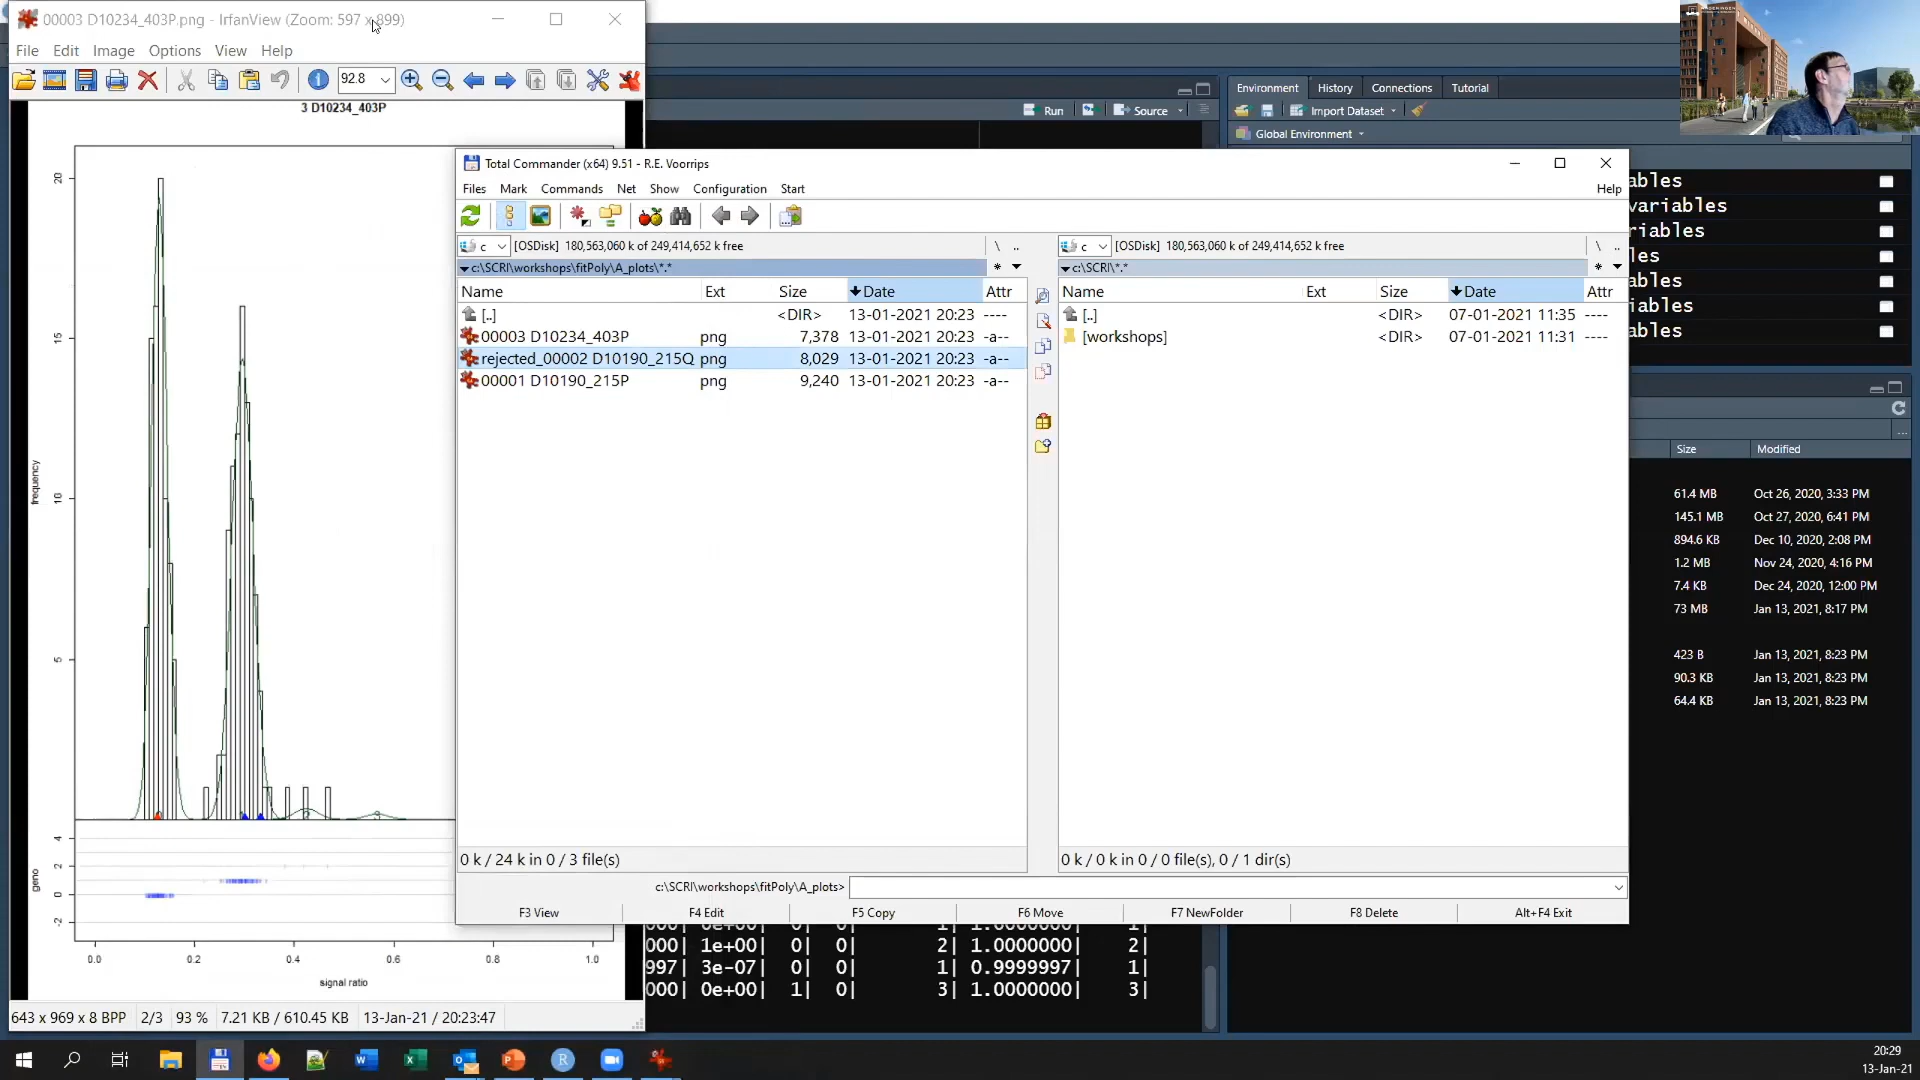 00003 D10234_403P.png - IrfanView (Zoom: 597 x 899)
File Edit Image Options View Help
92.8
3 D10234_403P
20
15
10
5
frequency
4
2
0
-2
geno
0.0 0.2 0.4 0.6 0.8 1.0
signal ratio
643 x 969 x 8 BPP 2/3 93 % 7.21 KB / 610.45 KB 13-Jan-21 / 20:23:47
Run Source
Environment History Connections Tutorial
Import Dataset
Global Environment
ables
variables
riables
les
ables
iables
ables
Total Commander (x64) 9.51 - R.E. Voorrips
Files Mark Commands Net Show Configuration Start Help
c [OSDisk] 180,563,060 k of 249,414,652 k free \ ..
c:\SCRI\workshops\fitPoly\A_plots\*.* *
Name Ext Size Date Attr
[..] <DIR> 13-01-2021 20:23 ----
00003 D10234_403P png 7,378 13-01-2021 20:23 -a--
rejected_00002 D10190_215Q png 8,029 13-01-2021 20:23 -a--
00001 D10190_215P png 9,240 13-01-2021 20:23 -a--
0 k / 24 k in 0 / 3 file(s)
c [OSDisk] 180,563,060 k of 249,414,652 k free \ ..
c:\SCRI\*.* *
Name Ext Size Date Attr
[..] <DIR> 07-01-2021 11:35 ----
[workshops] <DIR> 07-01-2021 11:31 ----
0 k / 0 k in 0 / 0 file(s), 0 / 1 dir(s)
c:\SCRI\workshops\fitPoly\A_plots>
F3 View F4 Edit F5 Copy F6 Move F7 NewFolder F8 Delete Alt+F4 Exit
Size Modified
61.4 MB Oct 26, 2020, 3:33 PM
145.1 MB Oct 27, 2020, 6:41 PM
894.6 KB Dec 10, 2020, 2:08 PM
1.2 MB Nov 24, 2020, 4:16 PM
7.4 KB Dec 24, 2020, 12:00 PM
73 MB Jan 13, 2021, 8:17 PM
423 B Jan 13, 2021, 8:23 PM
90.3 KB Jan 13, 2021, 8:23 PM
64.4 KB Jan 13, 2021, 8:23 PM
000| 0e+00| 0| 0| 1| 1.0000000| 1|
000| 1e+00| 0| 0| 2| 1.0000000| 2|
997| 3e-07| 0| 0| 1| 0.9999997| 1|
000| 0e+00| 1| 0| 3| 1.0000000| 3|
20:29
13-Jan-21